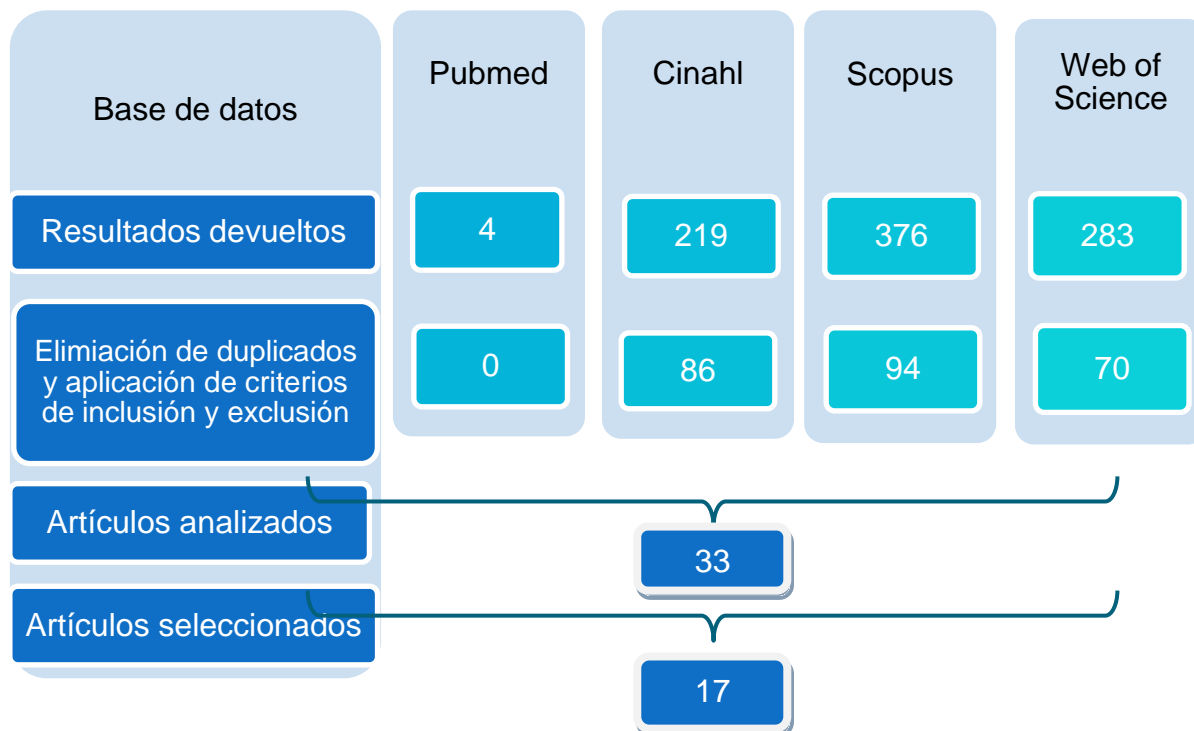 Base de datos
Pubmed
Cinahl
Scopus
Web of
Science
Resultados devueltos
4
219
376
283
Elimiación de duplicados
y aplicación de criterios
de inclusión y exclusión
0
86
94
70
Artículos analizados
33
Artículos seleccionados
17